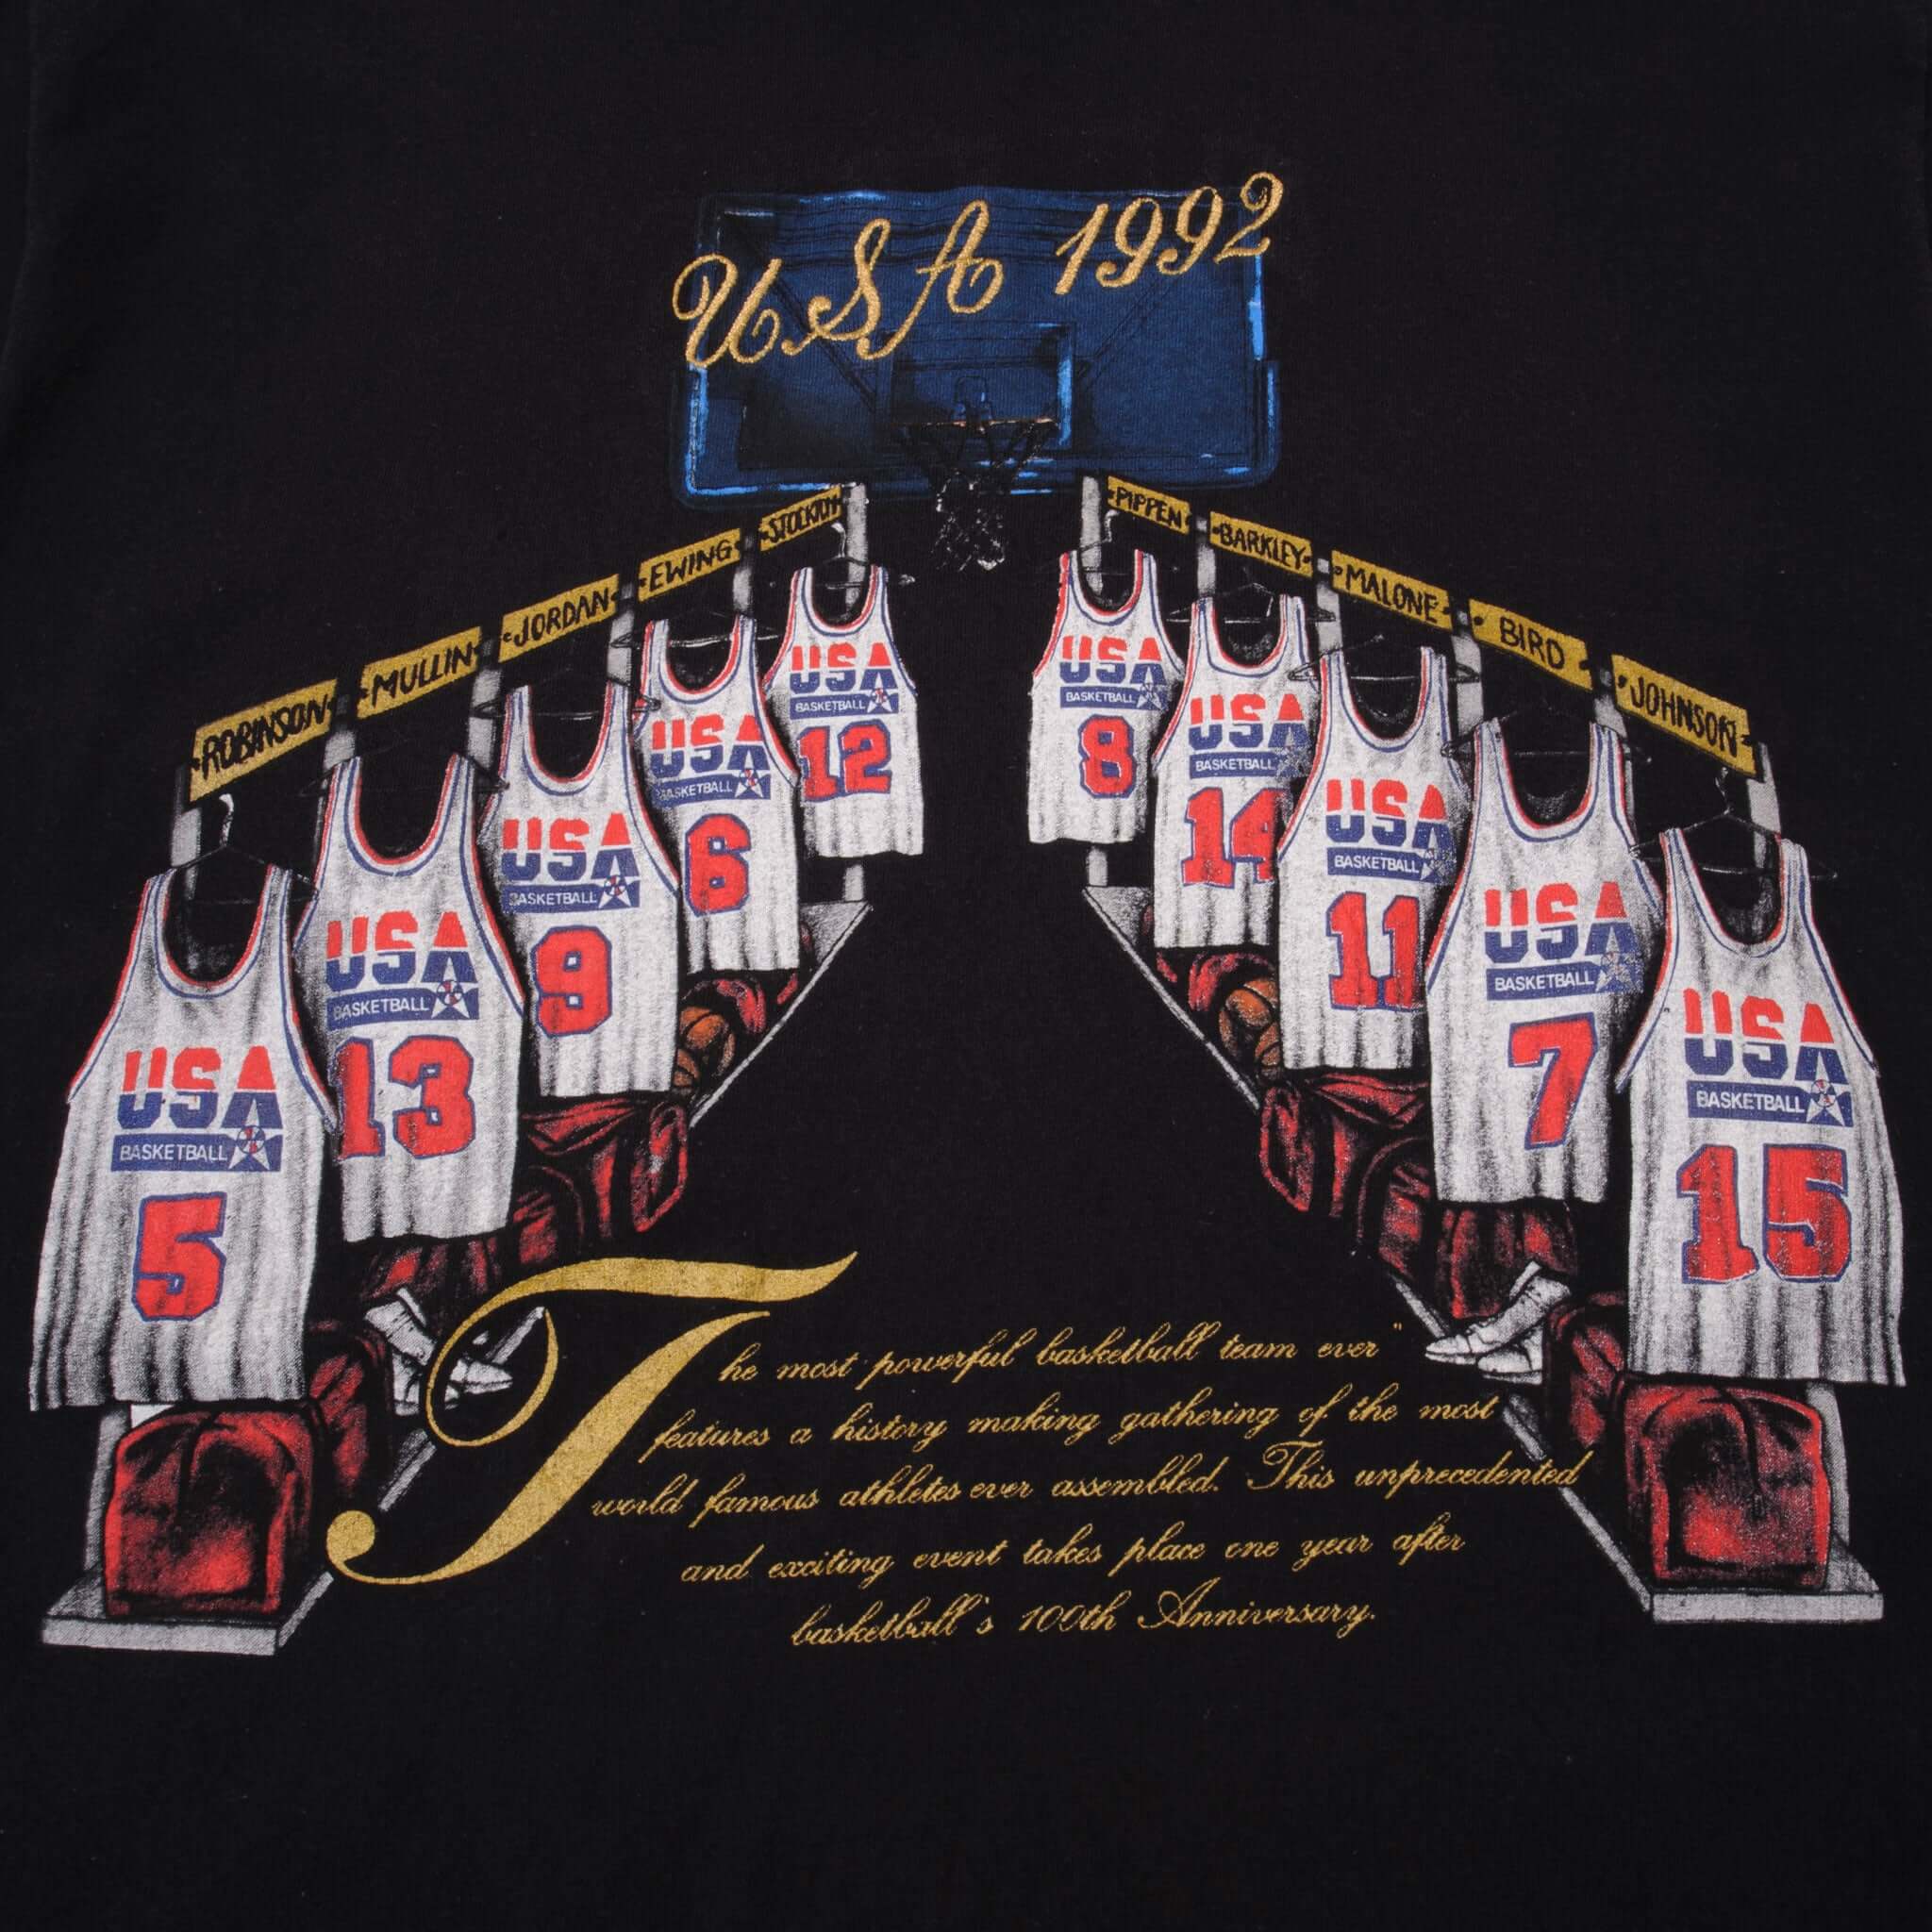 USA 1992
STOCKTON
PIPPEN
EWING
BARKLEY
JORDAN
MALONE
MULLIN
BIRD
ROBINSON
JOHNSON
USA
BASKETBALL
5
USA
BASKETBALL
13
USA
BASKETBALL
9
USA
BASKETBALL
6
USA
BASKETBALL
12
USA
BASKETBALL
8
USA
BASKETBALL
14
USA
BASKETBALL
11
USA
BASKETBALL
7
USA
BASKETBALL
15
The most powerful basketball team ever"
features a history making gathering of the most
world famous athletes ever assembled. This unprecedented
and exciting event takes place one year after
basketball's 100th Anniversary.